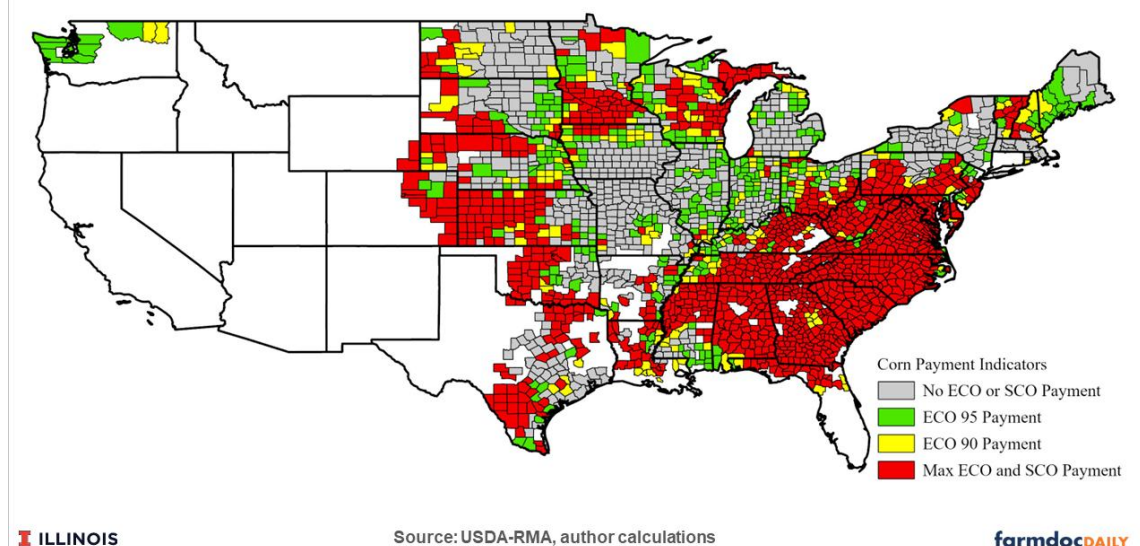 Corn Payment Indicators
No ECO or SCO Payment
ECO 95 Payment
ECO 90 Payment
Max ECO and SCO Payment
I ILLINOIS
Source: USDA-RMA, author calculations
farmdocDAILY